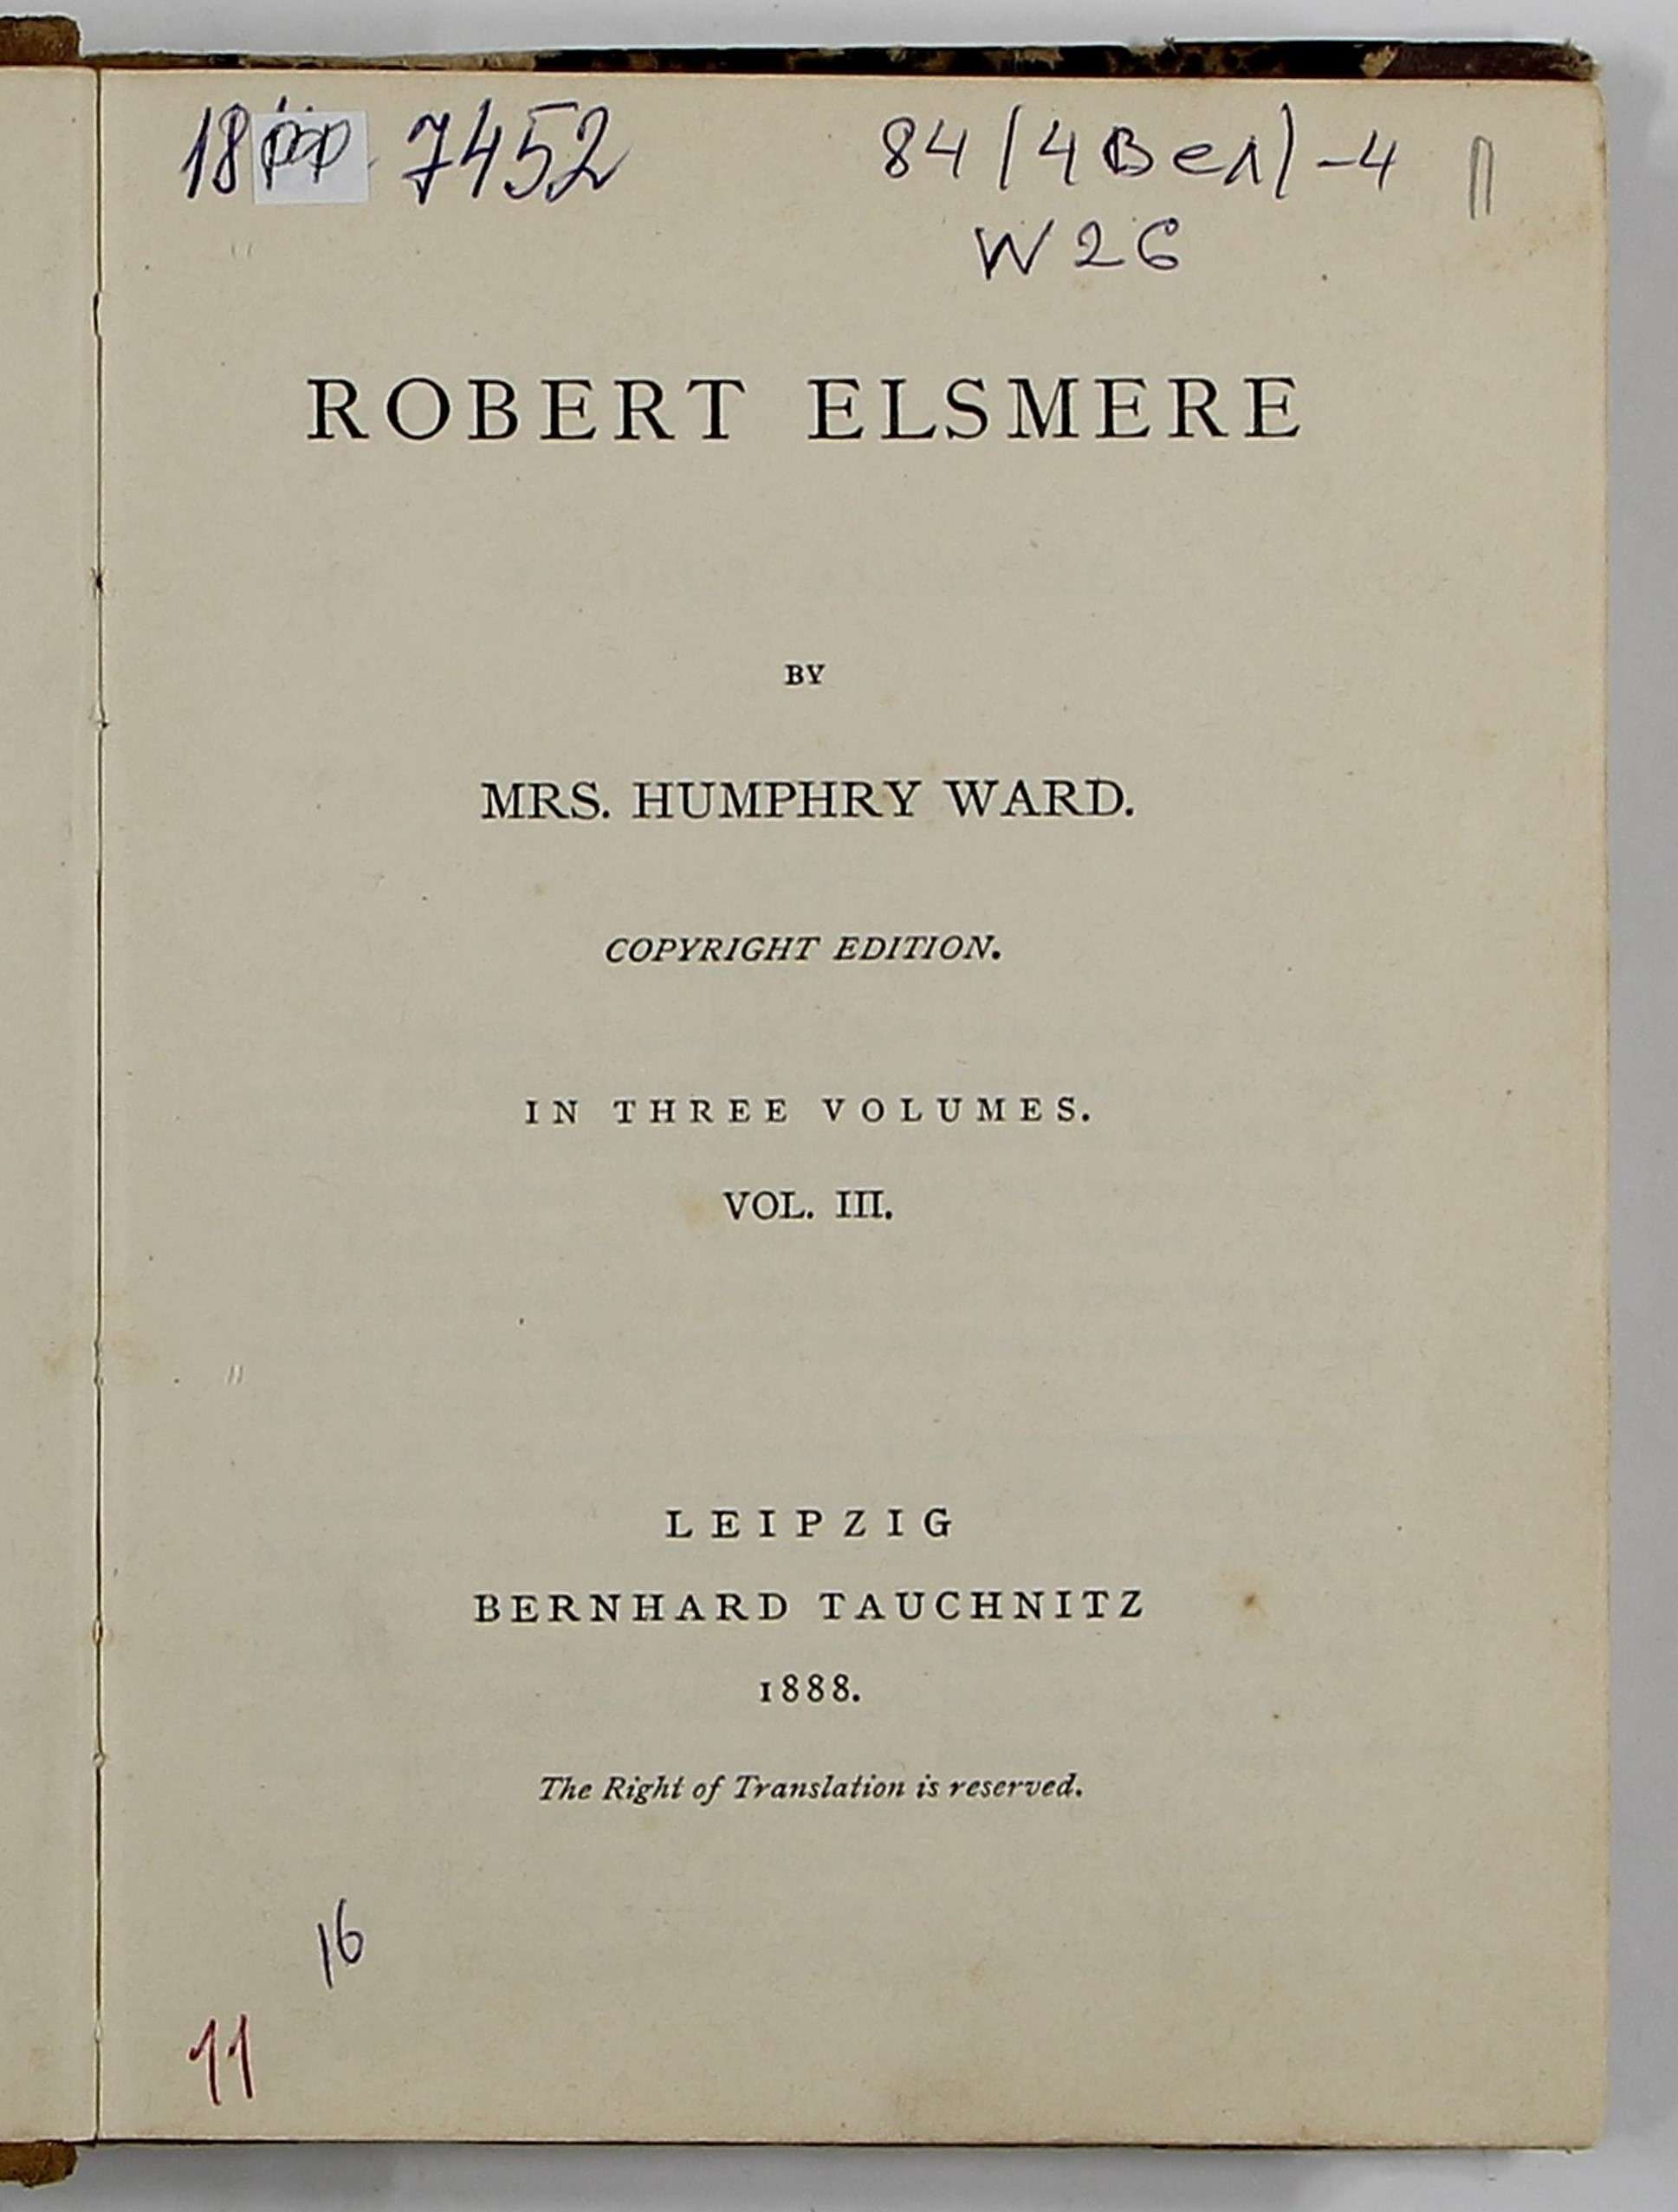 18РР 7452
84(4Вел)-4 П
W26
ROBERT ELSMERE
BY
MRS. HUMPHRY WARD.
COPYRIGHT EDITION.
IN THREE VOLUMES.
VOL. III.
LEIPZIG
BERNHARD TAUCHNITZ
1888.
The Right of Translation is reserved.
16
11